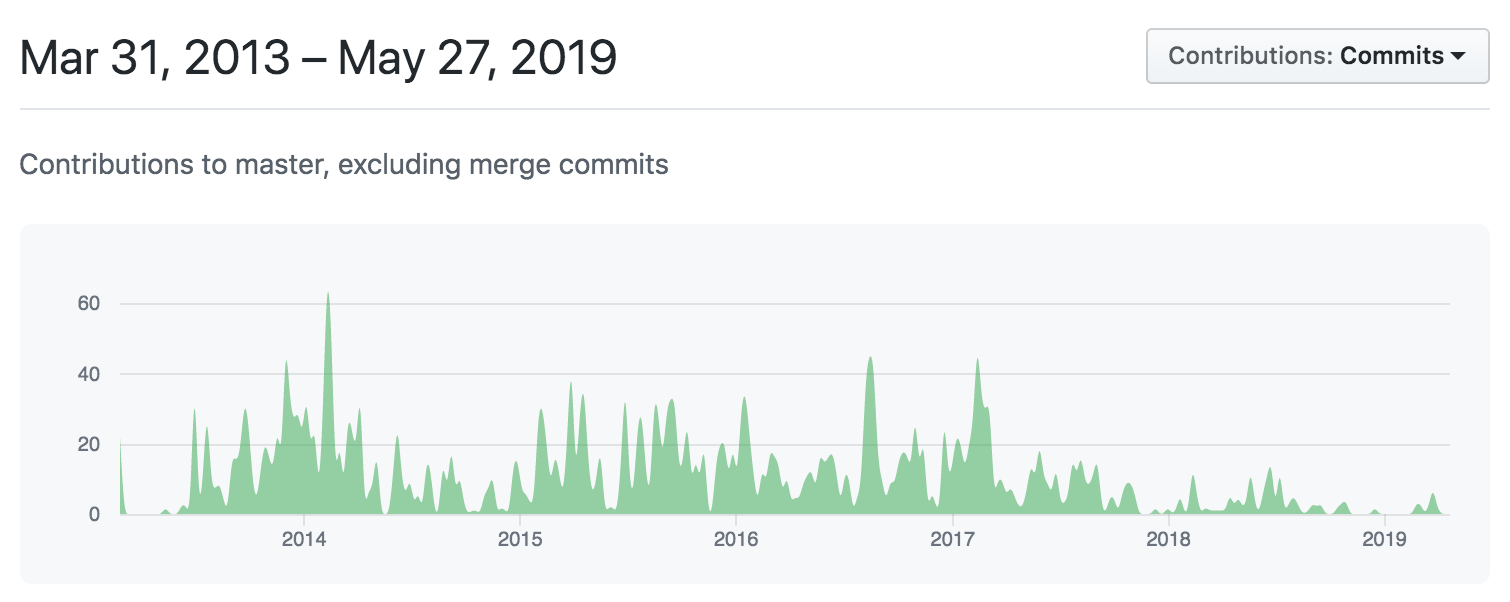 Mar 31, 2013 – May 27, 2019
Contributions: Commits
Contributions to master, excluding merge commits
60
40
20
0
2014 2015 2016 2017 2018 2019